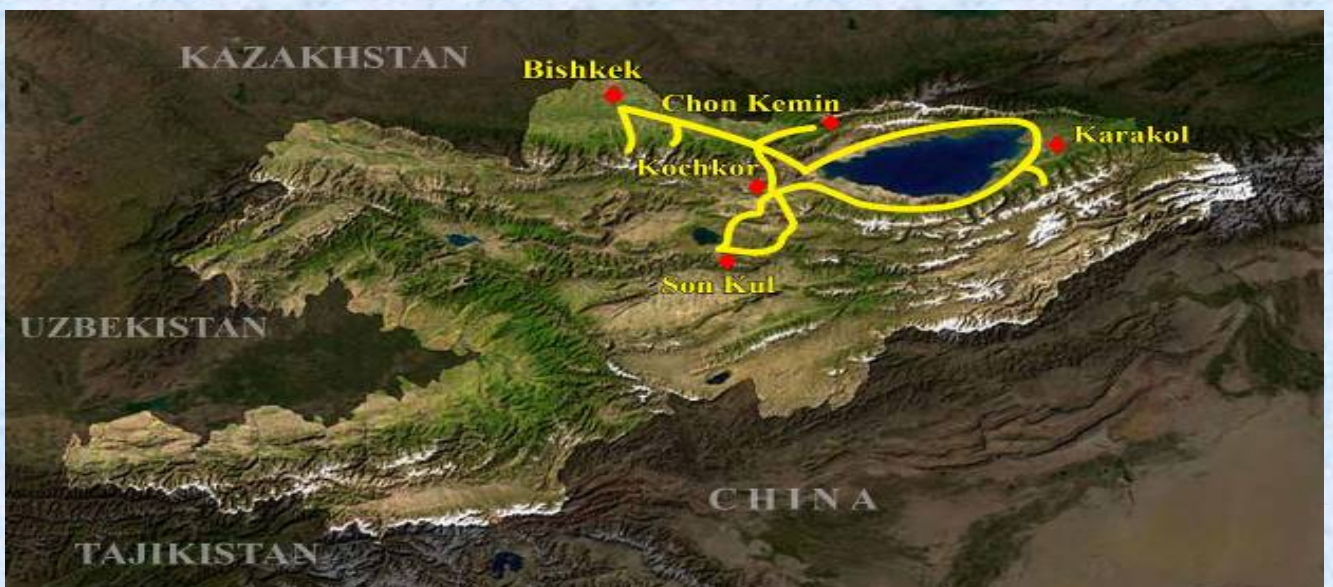 KAZAKHSTAN
Bishkek
Chon Kemin
Karakol
Kochkor
Son Kul
UZBEKISTAN
CHINA
TAJIKISTAN